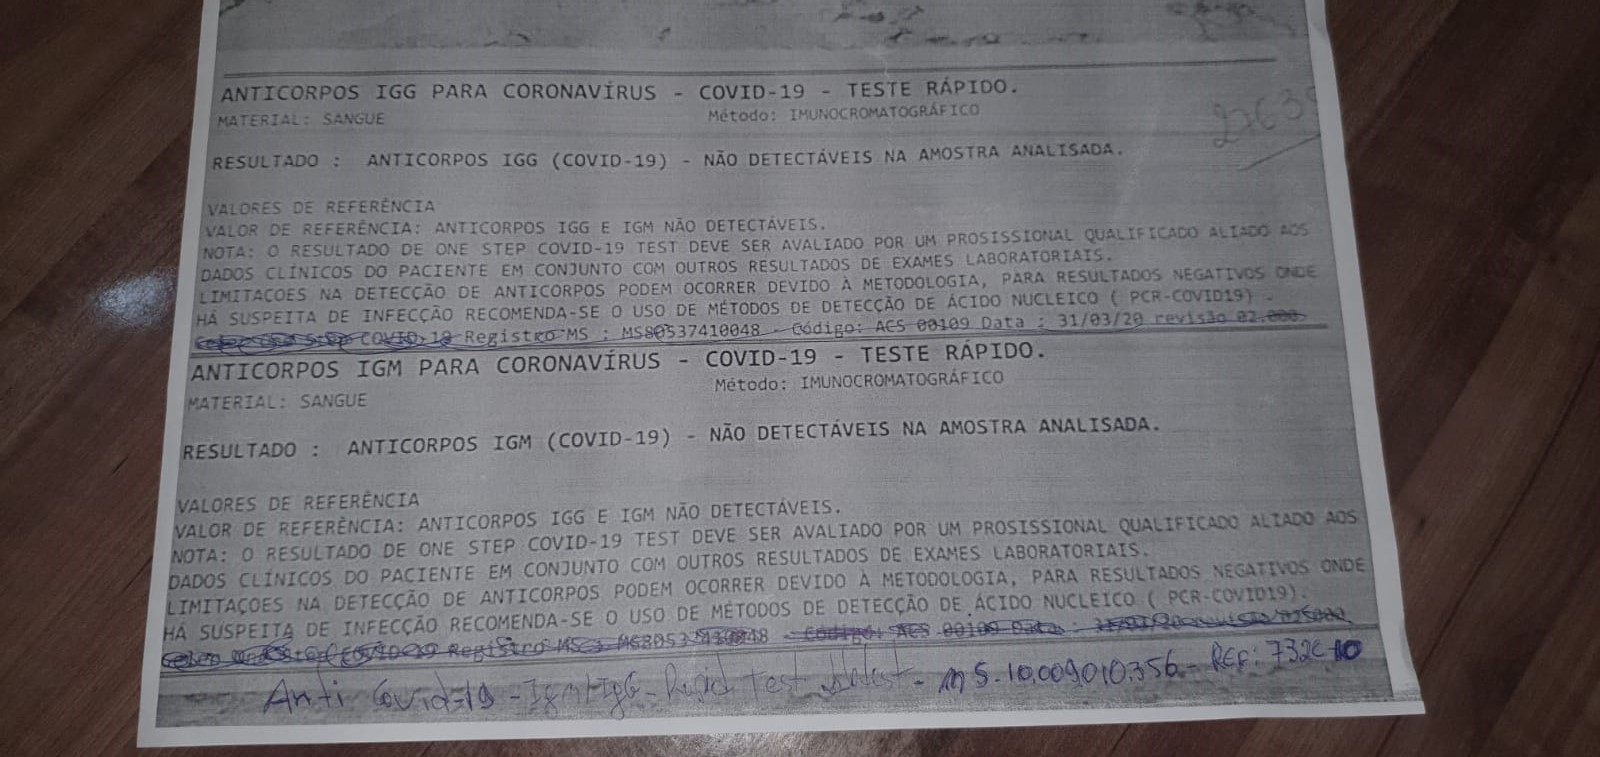 ANTICORPOS IGG PARA CORONAVÍRUS - COVID-19 - TESTE RÁPIDO.
MATERIAL: SANGUE Método: IMUNOCROMATOGRÁFICO
2763
RESULTADO : ANTICORPOS IGG (COVID-19) - NÃO DETECTÁVEIS NA AMOSTRA ANALISADA.
VALORES DE REFERÊNCIA
VALOR DE REFERÊNCIA: ANTICORPOS IGG E IGM NÃO DETECTÁVEIS.
NOTA: O RESULTADO DE ONE STEP COVID-19 TEST DEVE SER AVALIADO POR UM PROSISSIONAL QUALIFICADO ALIADO AOS
DADOS CLÍNICOS DO PACIENTE EM CONJUNTO COM OUTROS RESULTADOS DE EXAMES LABORATORIAIS.
LIMITAÇOES NA DETECÇÃO DE ANTICORPOS PODEM OCORRER DEVIDO À METODOLOGIA, PARA RESULTADOS NEGATIVOS ONDE
HÁ SUSPEITA DE INFECÇÃO RECOMENDA-SE O USO DE MÉTODOS DE DETECÇÃO DE ÁCIDO NUCLEICO ( PCR-COVID19) .
COVID-19 Registro MS : MS80537410048 - Código: ACS 00109 Data : 31/03/20 revisão 02.000
ANTICORPOS IGM PARA CORONAVÍRUS - COVID-19 - TESTE RÁPIDO.
MATERIAL: SANGUE Método: IMUNOCROMATOGRÁFICO
RESULTADO : ANTICORPOS IGM (COVID-19) - NÃO DETECTÁVEIS NA AMOSTRA ANALISADA.
VALORES DE REFERÊNCIA
VALOR DE REFERÊNCIA: ANTICORPOS IGG E IGM NÃO DETECTÁVEIS.
NOTA: O RESULTADO DE ONE STEP COVID-19 TEST DEVE SER AVALIADO POR UM PROSISSIONAL QUALIFICADO ALIADO AOS
DADOS CLÍNICOS DO PACIENTE EM CONJUNTO COM OUTROS RESULTADOS DE EXAMES LABORATORIAIS.
LIMITAÇOES NA DETECÇÃO DE ANTICORPOS PODEM OCORRER DEVIDO À METODOLOGIA, PARA RESULTADOS NEGATIVOS ONDE
HÁ SUSPEITA DE INFECÇÃO RECOMENDA-SE O USO DE MÉTODOS DE DETECÇÃO DE ÁCIDO NUCLEICO ( PCR-COVID19).
COVID-19 Registro MS : Código: ACS 00109 Data :
Anti Covid-19 - Igm/IgG - Rapid Test - MS. 10.009.010.356 - REF: 732C-10